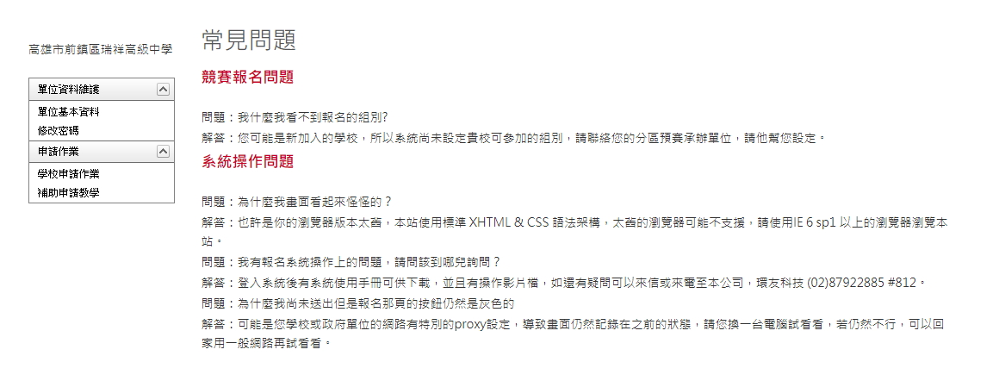 高雄市前鎮區瑞祥高級中學
單位資料維護
單位基本資料
修改密碼
申請作業
學校申請作業
補助申請教學
常見問題
競賽報名問題
問題：我什麼我看不到報名的組別?
解答：您可能是新加入的學校，所以系統尚未設定貴校可參加的組別，請聯絡您的分區預賽承辦單位，請他幫您設定。
系統操作問題
問題：為什麼我畫面看起來怪怪的？
解答：也許是你的瀏覽器版本太舊，本站使用標準 XHTML & CSS 語法架構，太舊的瀏覽器可能不支援，請使用IE 6 sp1 以上的瀏覽器瀏覽本
站。
問題：我有報名系統操作上的問題，請問該到哪兒詢問？
解答：登入系統後有系統使用手冊可供下載，並且有操作影片檔，如還有疑問可以來信或來電至本公司，環友科技 (02)87922885 #812。
問題：為什麼我尚未送出但是報名那頁的按鈕仍然是灰色的
解答：可能是您學校或政府單位的網路有特別的proxy設定，導致畫面仍然記錄在之前的狀態，請您換一台電腦試看看，若仍然不行，可以回
家用一般網路再試看看。